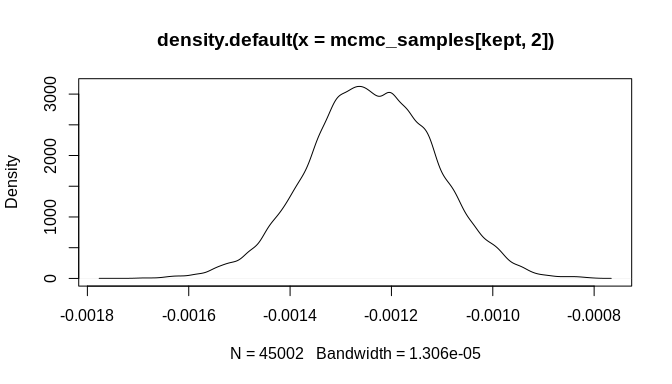 density.default(x = mcmc_samples[kept, 2])
Density
3000
2000
1000
0
-0.0018 -0.0016 -0.0014 -0.0012 -0.0010 -0.0008
N = 45002 Bandwidth = 1.306e-05